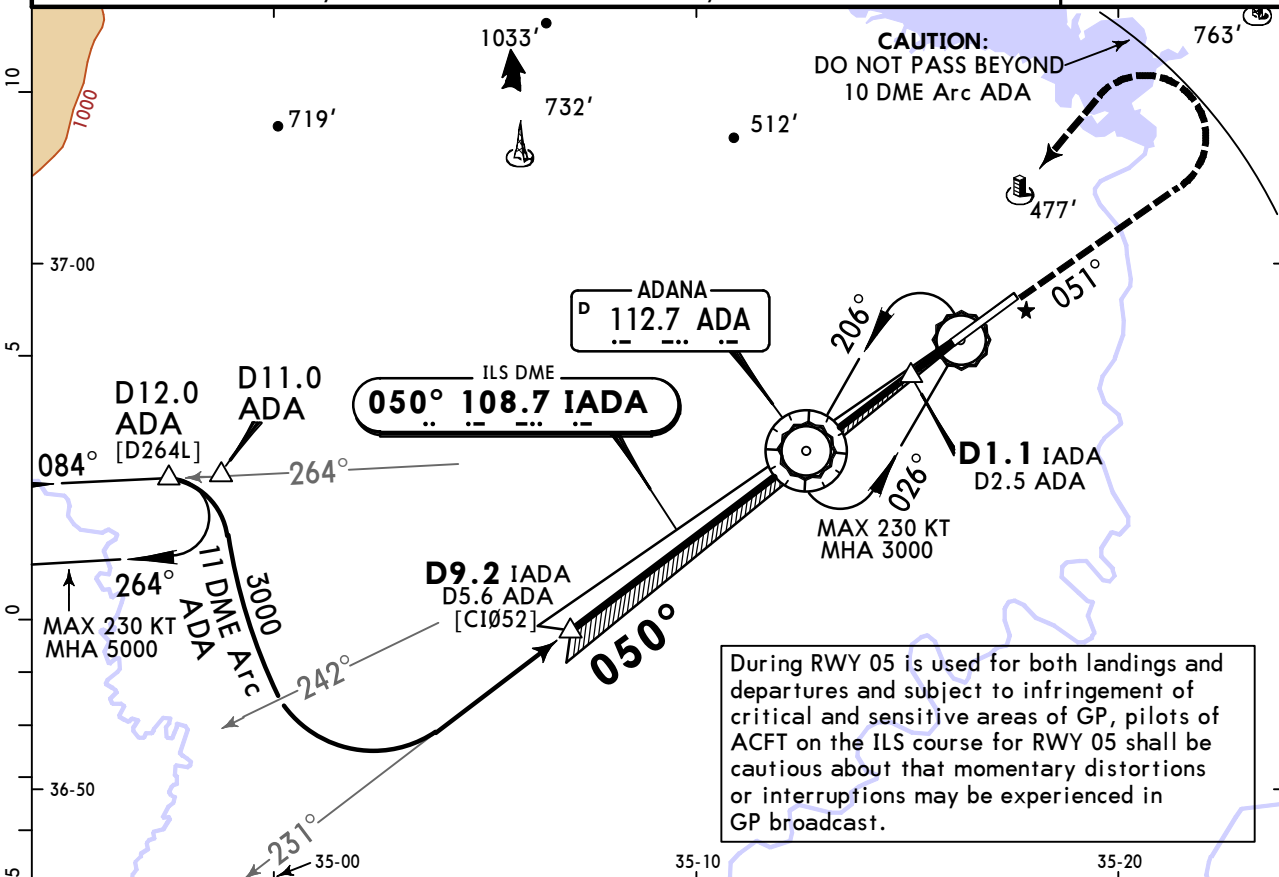 1033'
CAUTION:
DO NOT PASS BEYOND
10 DME Arc ADA
763'
10
1000
719'
732'
512'
477'
37-00
051°
ADANA
D 112.7 ADA
206°
ILS DME
050° 108.7 IADA
5
D12.0
ADA
[D264L]
D11.0
ADA
084°
264°
D1.1 IADA
D2.5 ADA
026°
MAX 230 KT
MHA 3000
264°
11 DME Arc
ADA
3000
D9.2 IADA
D5.6 ADA
[CIØ52]
050°
0
MAX 230 KT
MHA 5000
242°
During RWY 05 is used for both landings and
departures and subject to infringement of
critical and sensitive areas of GP, pilots of
ACFT on the ILS course for RWY 05 shall be
cautious about that momentary distortions
or interruptions may be experienced in
GP broadcast.
36-50
231°
5
35-00
35-10
35-20